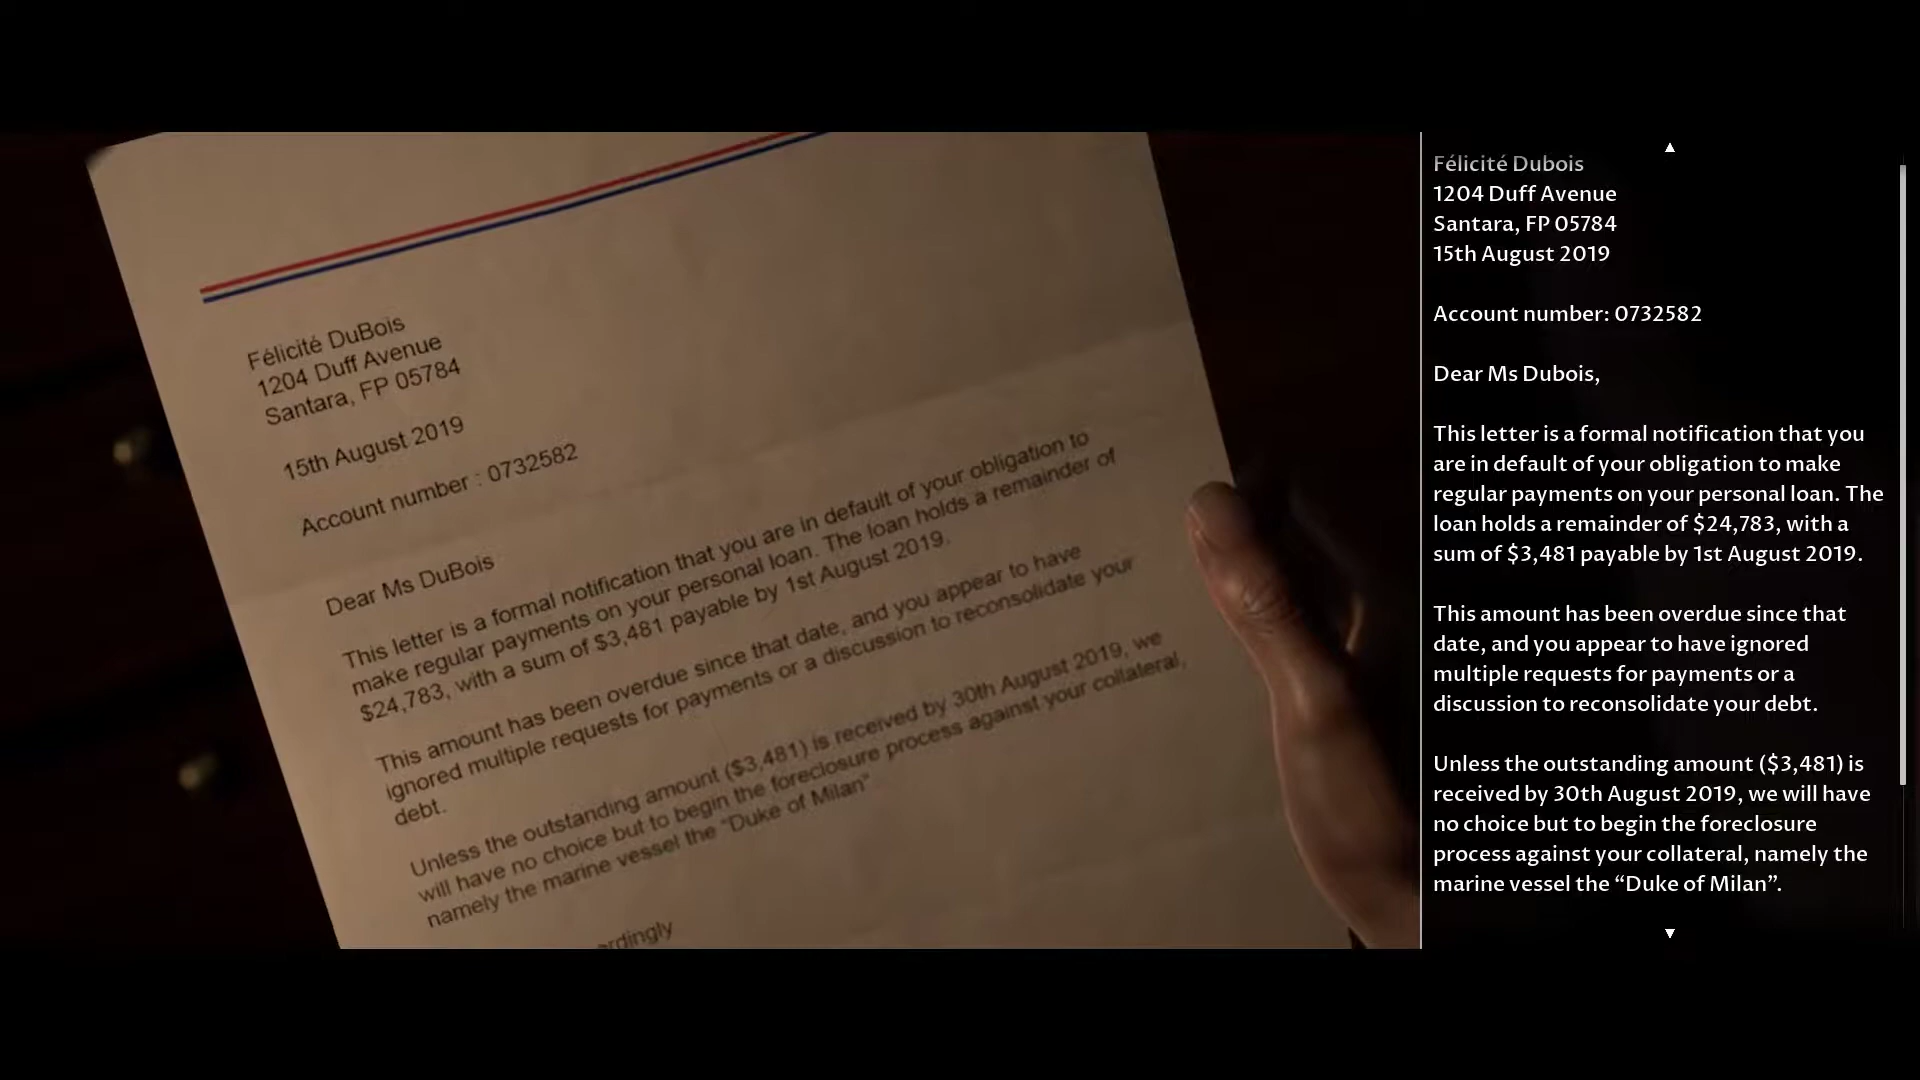 Félicité DuBois
1204 Duff Avenue
Santara, FP 05784
15th August 2019
Account number : 0732582
Dear Ms DuBois
This letter is a formal notification that you are in default of your obligation to
make regular payments on your personal loan. The loan holds a remainder of
$24,783, with a sum of $3,481 payable by 1st August 2019.
This amount has been overdue since that date, and you appear to have
ignored multiple requests for payments or a discussion to reconsolidate your
debt.
Unless the outstanding amount ($3,481) is received by 30th August 2019, we
will have no choice but to begin the foreclosure process against your collateral,
namely the marine vessel the "Duke of Milan"
Félicité Dubois
1204 Duff Avenue
Santara, FP 05784
15th August 2019
Account number: 0732582
Dear Ms Dubois,
This letter is a formal notification that you
are in default of your obligation to make
regular payments on your personal loan. The
loan holds a remainder of $24,783, with a
sum of $3,481 payable by 1st August 2019.
This amount has been overdue since that
date, and you appear to have ignored
multiple requests for payments or a
discussion to reconsolidate your debt.
Unless the outstanding amount ($3,481) is
received by 30th August 2019, we will have
no choice but to begin the foreclosure
process against your collateral, namely the
marine vessel the “Duke of Milan”.